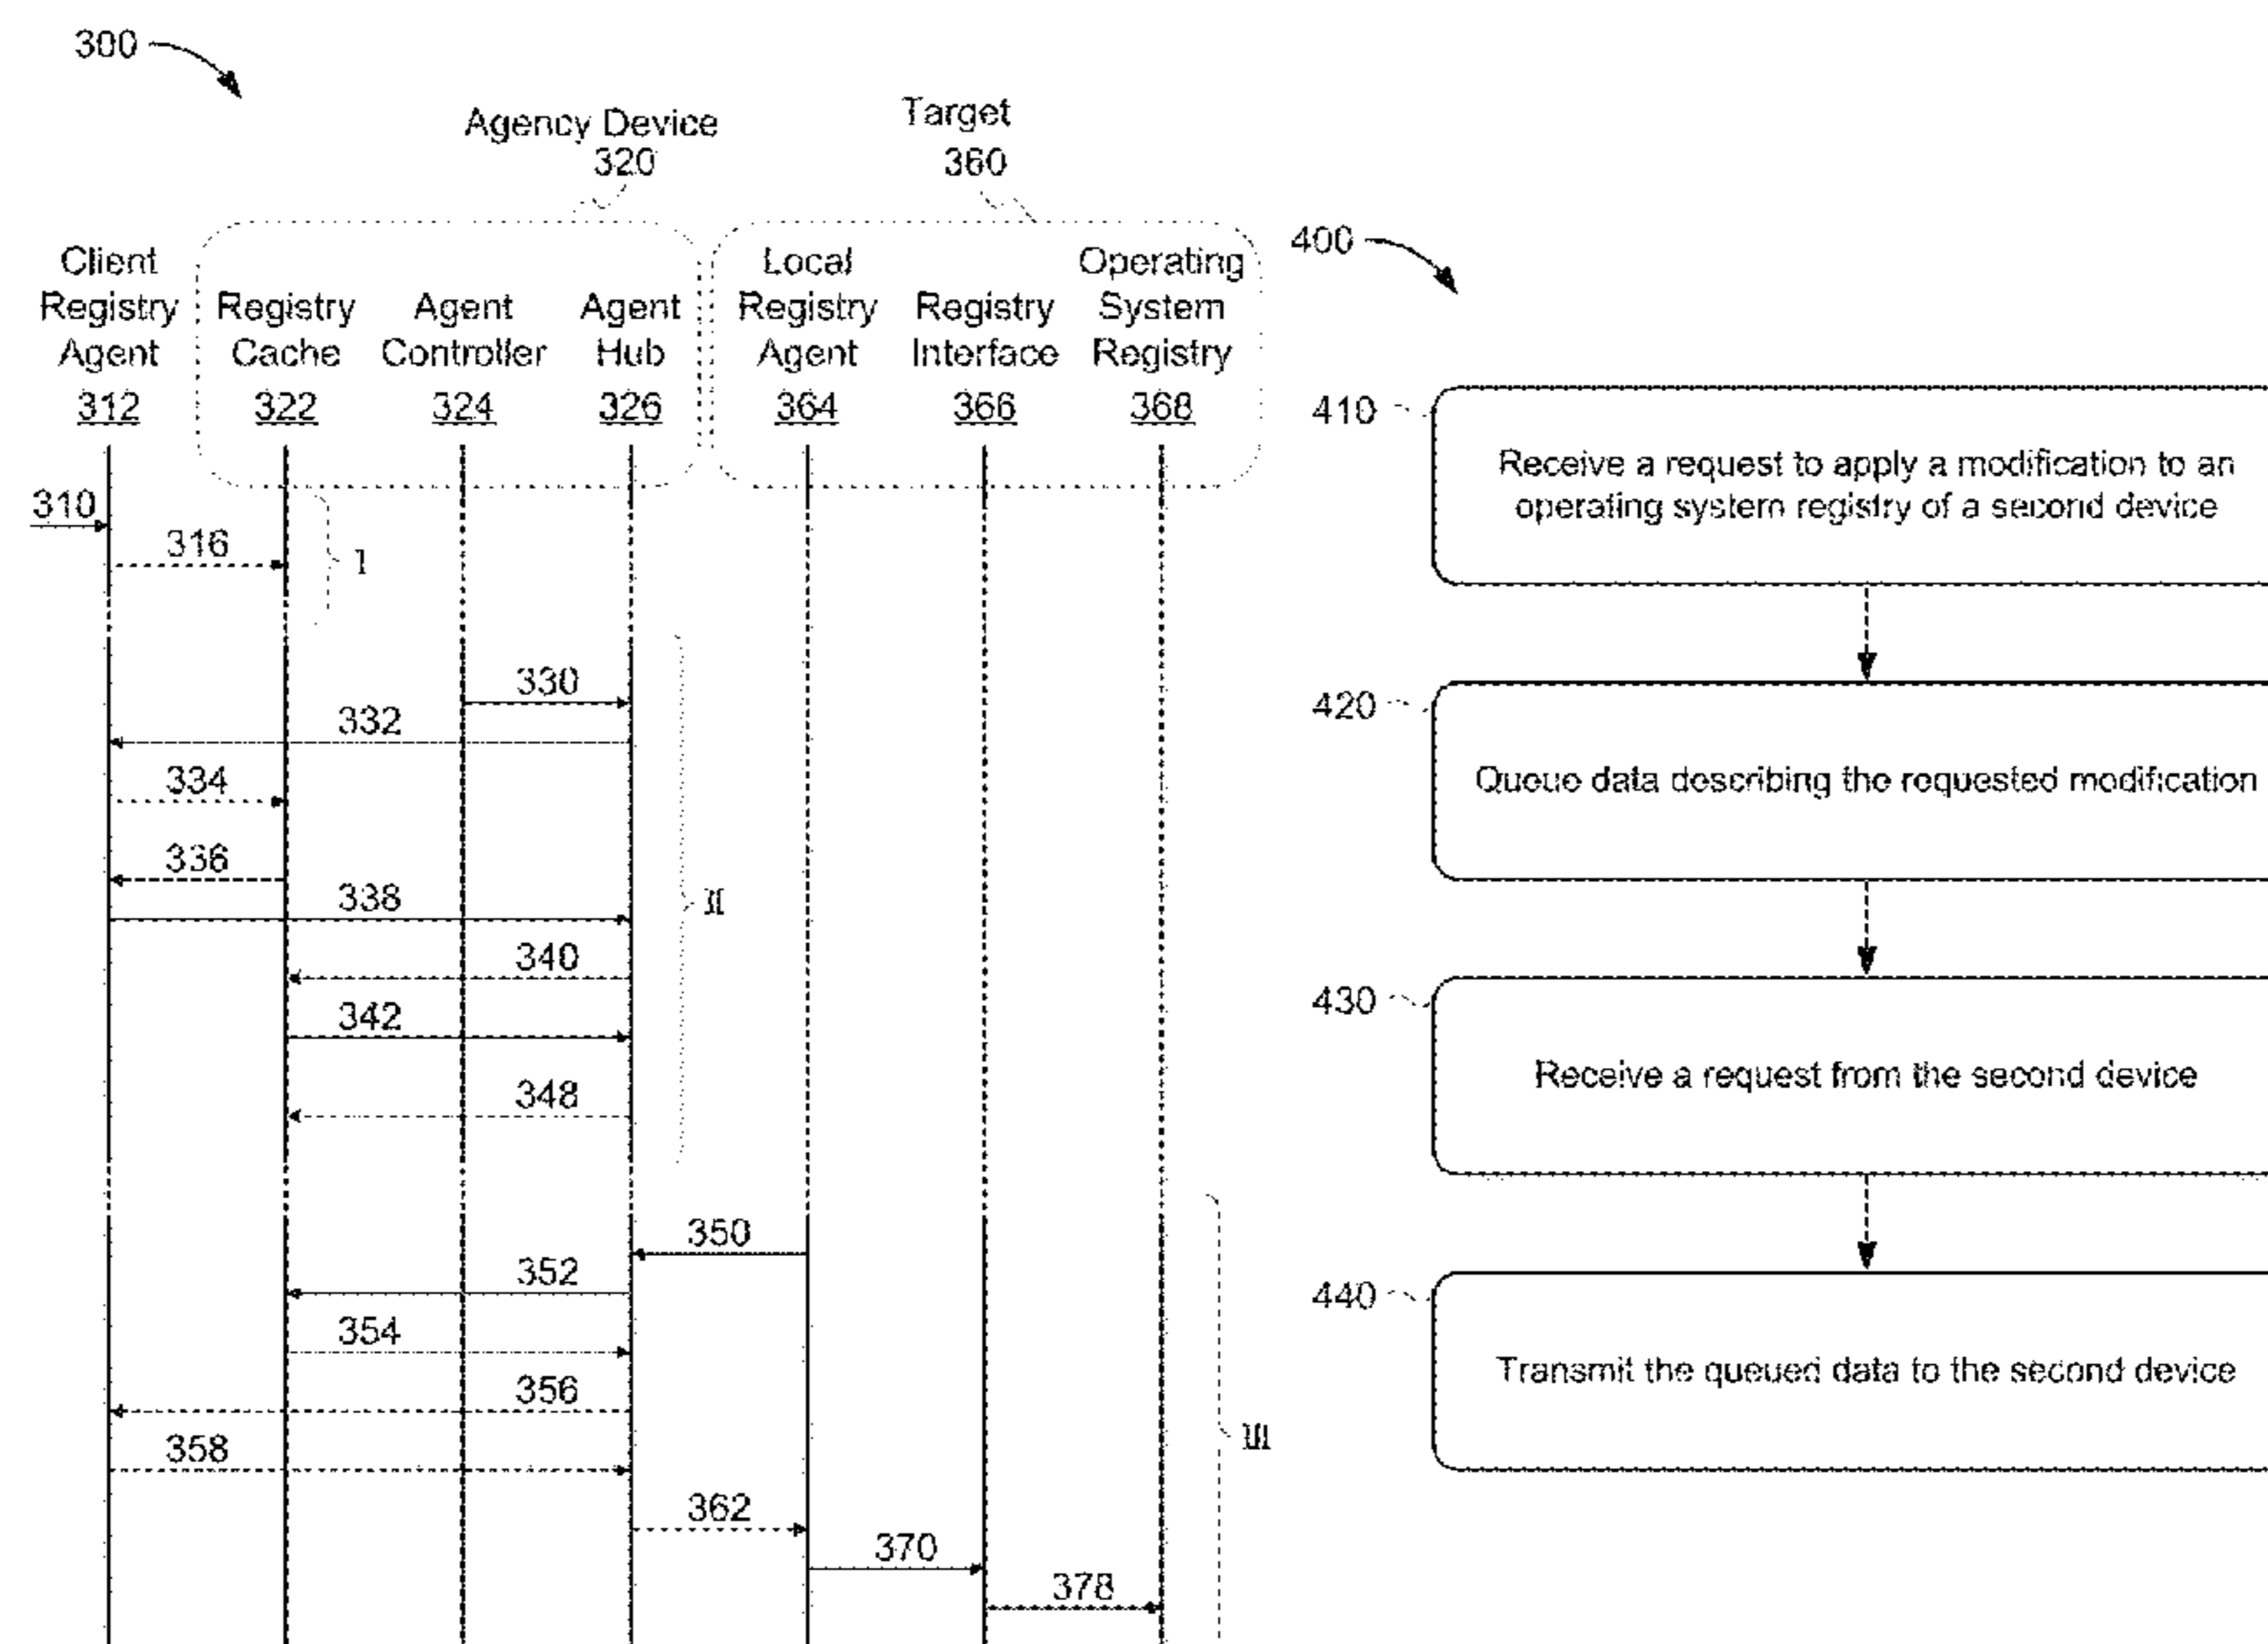 300
Agency Device
320
Target
360
Client
Registry
Agent
312
Registry
Cache
322
Agent
Controller
324
Agent
Hub
326
Local
Registry
Agent
364
Registry
Interface
366
Operating
System
Registry
368
310
316
I
330
332
334
336
338
II
340
342
348
350
352
354
356
358
III
362
370
378
400
410
Receive a request to apply a modification to an
operating system registry of a second device
420
Queue data describing the requested modification
430
Receive a request from the second device
440
Transmit the queued data to the second device